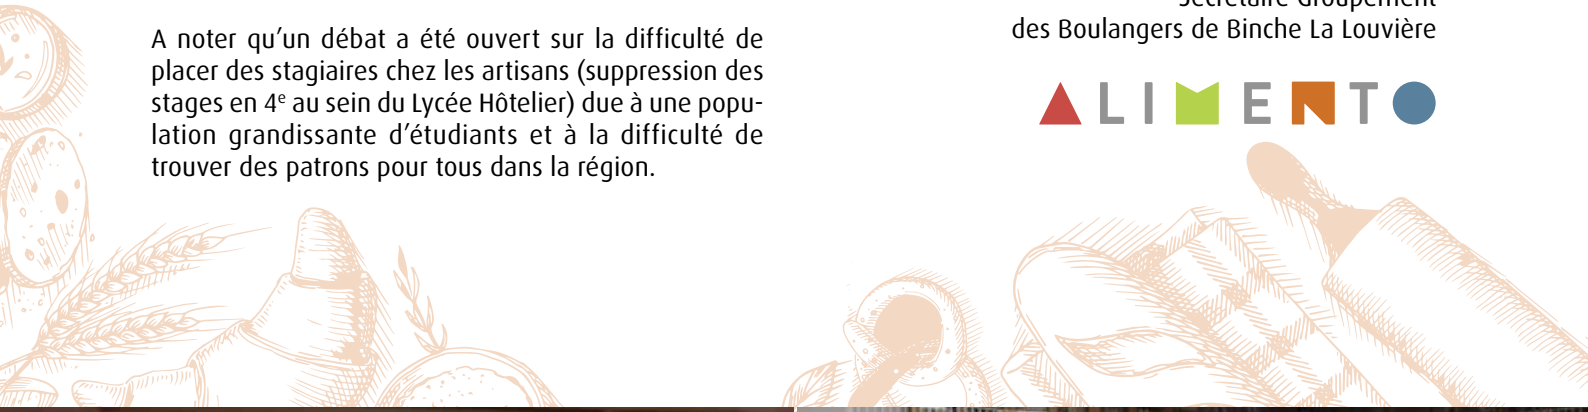 A noter qu’un débat a été ouvert sur la difficulté de
placer des stagiaires chez les artisans (suppression des
stages en 4e au sein du Lycée Hôtelier) due à une popu-
lation grandissante d’étudiants et à la difficulté de
trouver des patrons pour tous dans la région.
Secrétaire Groupement
des Boulangers de Binche La Louvière
ALIMENTO